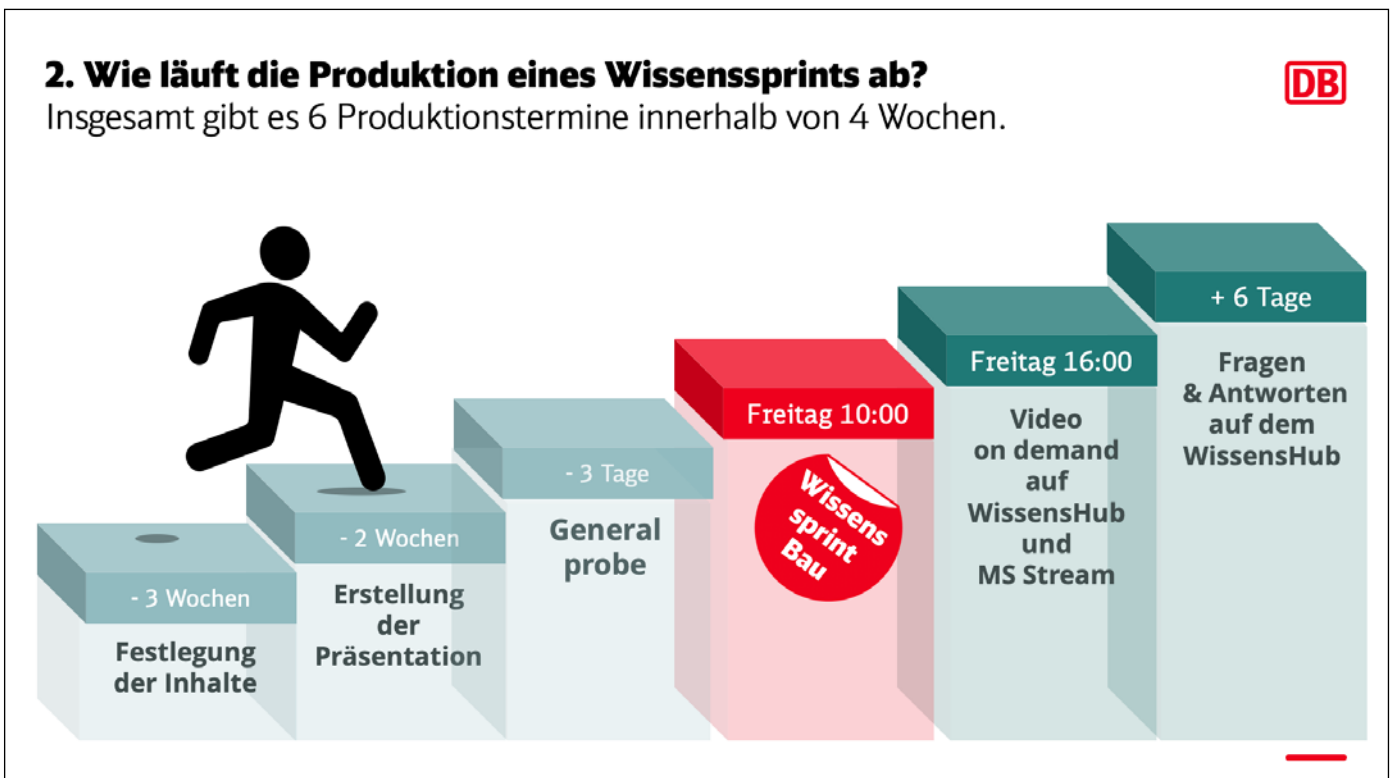 2. Wie läuft die Produktion eines Wissenssprints ab?
DB
Insgesamt gibt es 6 Produktionstermine innerhalb von 4 Wochen.
- 3 Wochen
Festlegung
der Inhalte
- 2 Wochen
Erstellung
der
Präsentation
- 3 Tage
General
probe
Freitag 10:00
Wissens
sprint
Bau
Freitag 16:00
Video
on demand
auf
WissensHub
und
MS Stream
+ 6 Tage
Fragen
& Antworten
auf dem
WissensHub